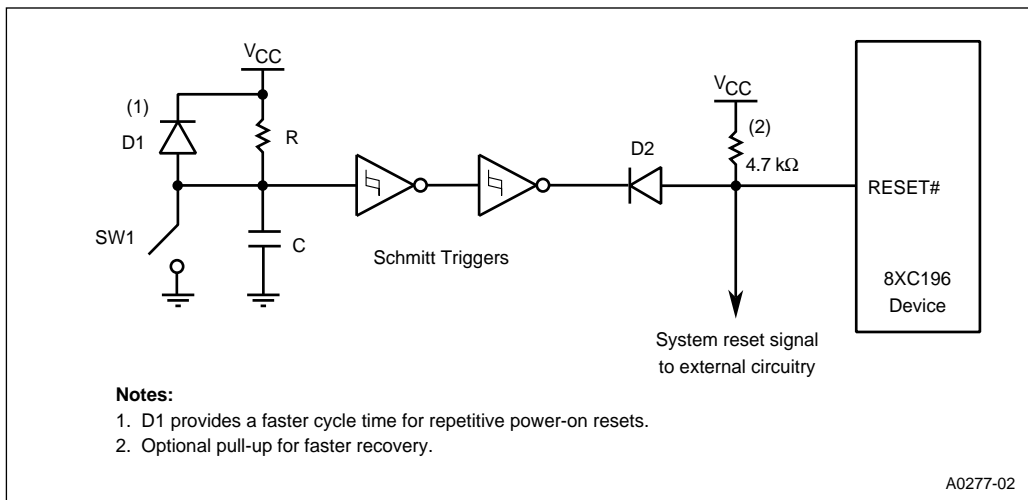 VCC
(1)
D1
R
SW1
C
Schmitt Triggers
D2
VCC
(2)
4.7 kΩ
RESET#
8XC196
Device
System reset signal
to external circuitry
Notes:
1. D1 provides a faster cycle time for repetitive power-on resets.
2. Optional pull-up for faster recovery.
A0277-02